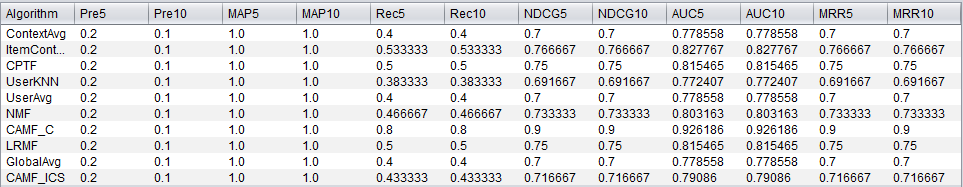 Algorithm Pre5 Pre10 MAP5 MAP10 Rec5 Rec10 NDCG5 NDCG10 AUC5 AUC10 MRR5 MRR10
ContextAvg 0.2 0.1 1.0 1.0 0.4 0.4 0.7 0.7 0.778558 0.778558 0.7 0.7
ItemCont... 0.2 0.1 1.0 1.0 0.533333 0.533333 0.766667 0.766667 0.827767 0.827767 0.766667 0.766667
CPTF 0.2 0.1 1.0 1.0 0.5 0.5 0.75 0.75 0.815465 0.815465 0.75 0.75
UserKNN 0.2 0.1 1.0 1.0 0.383333 0.383333 0.691667 0.691667 0.772407 0.772407 0.691667 0.691667
UserAvg 0.2 0.1 1.0 1.0 0.4 0.4 0.7 0.7 0.778558 0.778558 0.7 0.7
NMF 0.2 0.1 1.0 1.0 0.466667 0.466667 0.733333 0.733333 0.803163 0.803163 0.733333 0.733333
CAMF_C 0.2 0.1 1.0 1.0 0.8 0.8 0.9 0.9 0.926186 0.926186 0.9 0.9
LRMF 0.2 0.1 1.0 1.0 0.5 0.5 0.75 0.75 0.815465 0.815465 0.75 0.75
GlobalAvg 0.2 0.1 1.0 1.0 0.4 0.4 0.7 0.7 0.778558 0.778558 0.7 0.7
CAMF_ICS 0.2 0.1 1.0 1.0 0.433333 0.433333 0.716667 0.716667 0.79086 0.79086 0.716667 0.716667